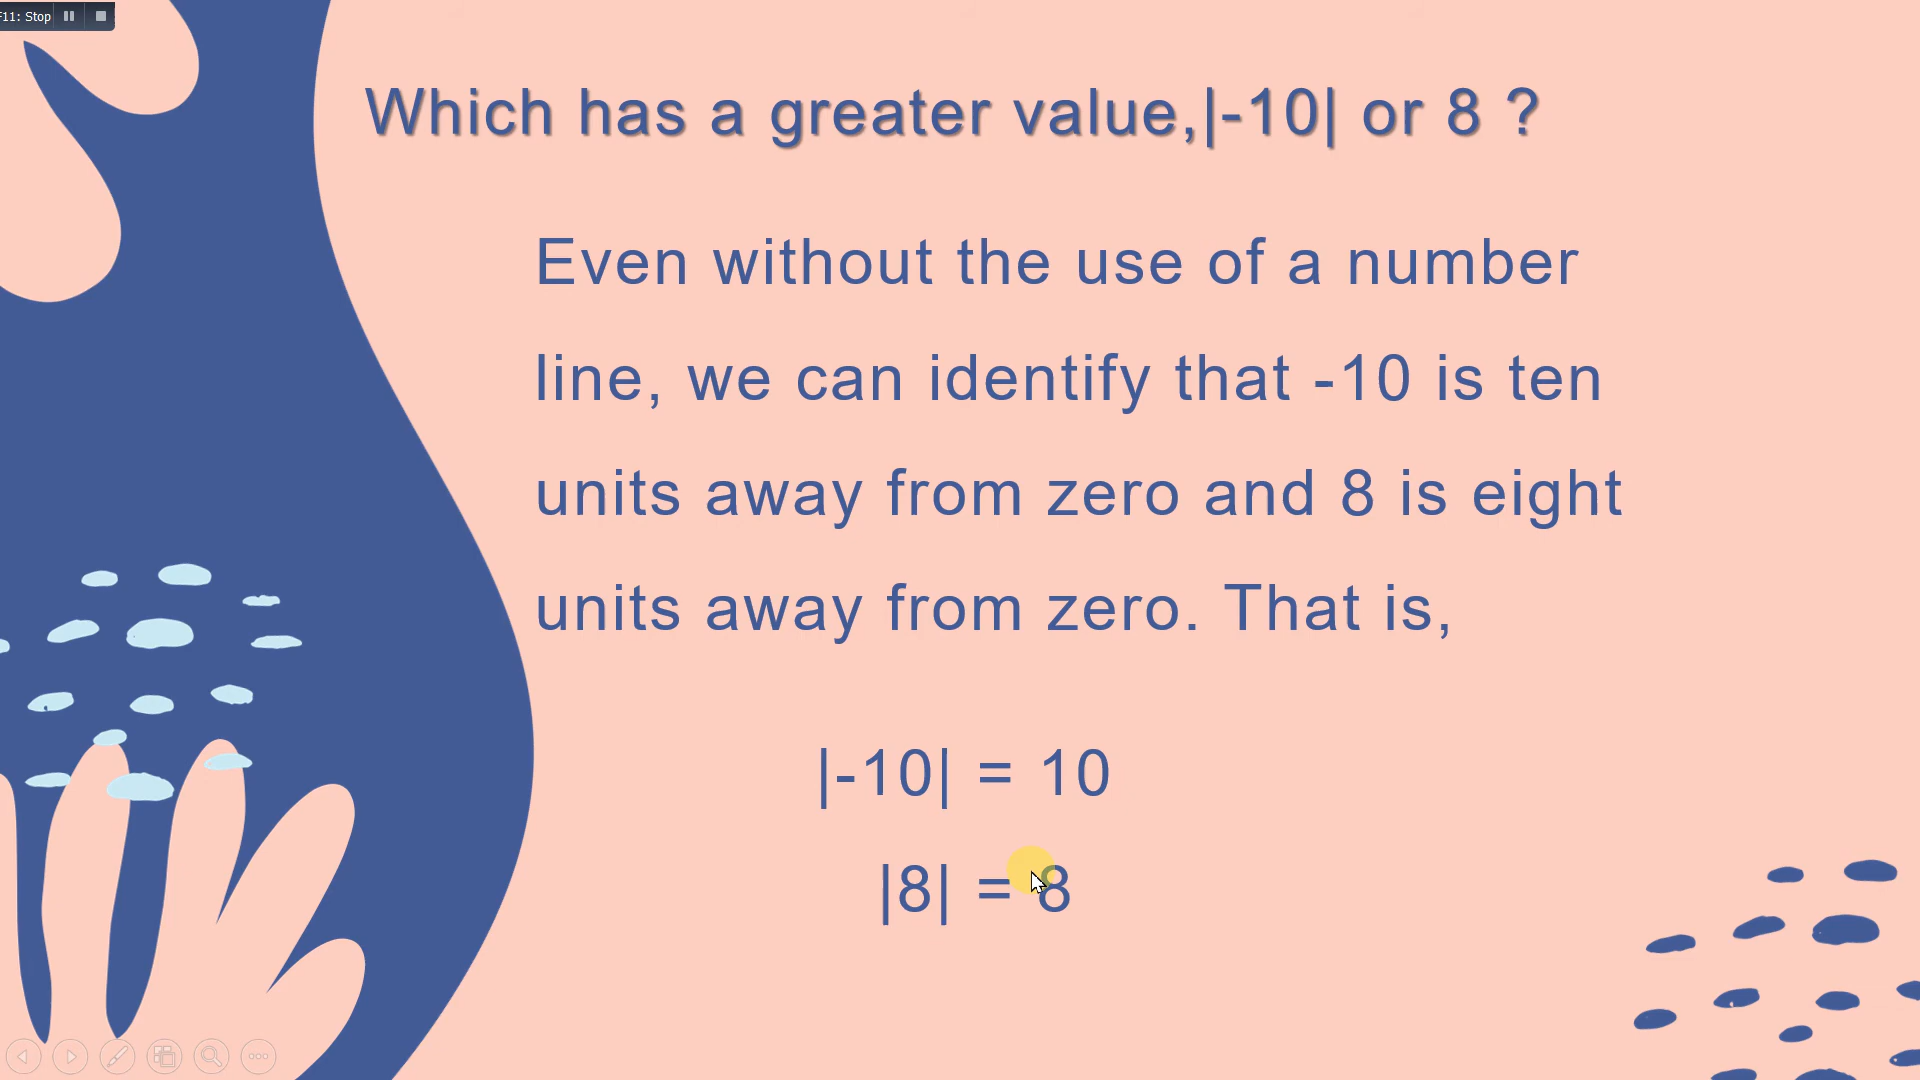 F11: Stop
Which has a greater value,|-10| or 8 ?
Even without the use of a number
line, we can identify that -10 is ten
units away from zero and 8 is eight
units away from zero. That is,
|-10| = 10
|8| = 8